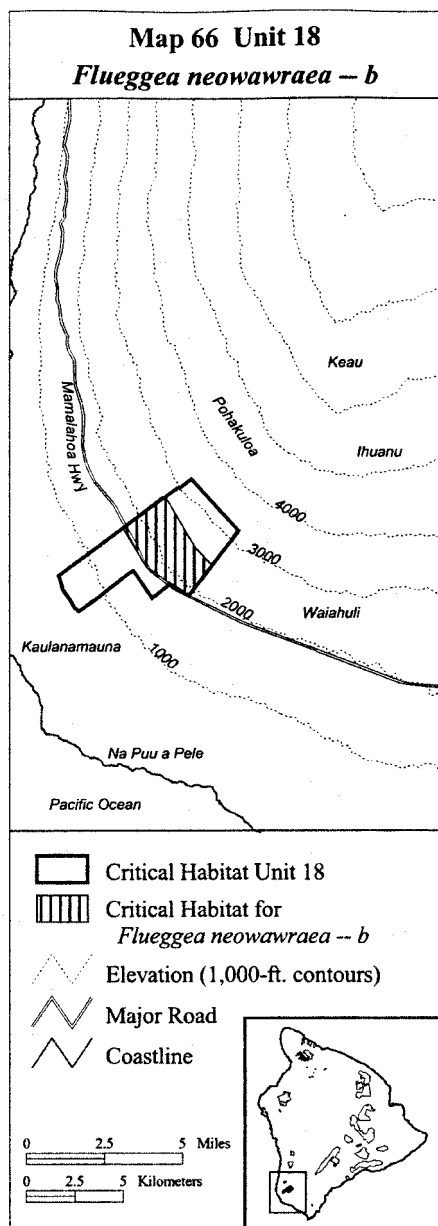 Map 66 Unit 18
Flueggea neowawraea -- b
Keau
Mamalahoa Hwy
Pohakuloa
Ihuanu
4000
3000
2000
Waiahuli
Kaulanamauna
1000
Na Puu a Pele
Pacific Ocean
Critical Habitat Unit 18
Critical Habitat for
Flueggea neowawraea -- b
Elevation (1,000-ft. contours)
Major Road
Coastline
0 2.5 5 Miles
0 2.5 5 Kilometers